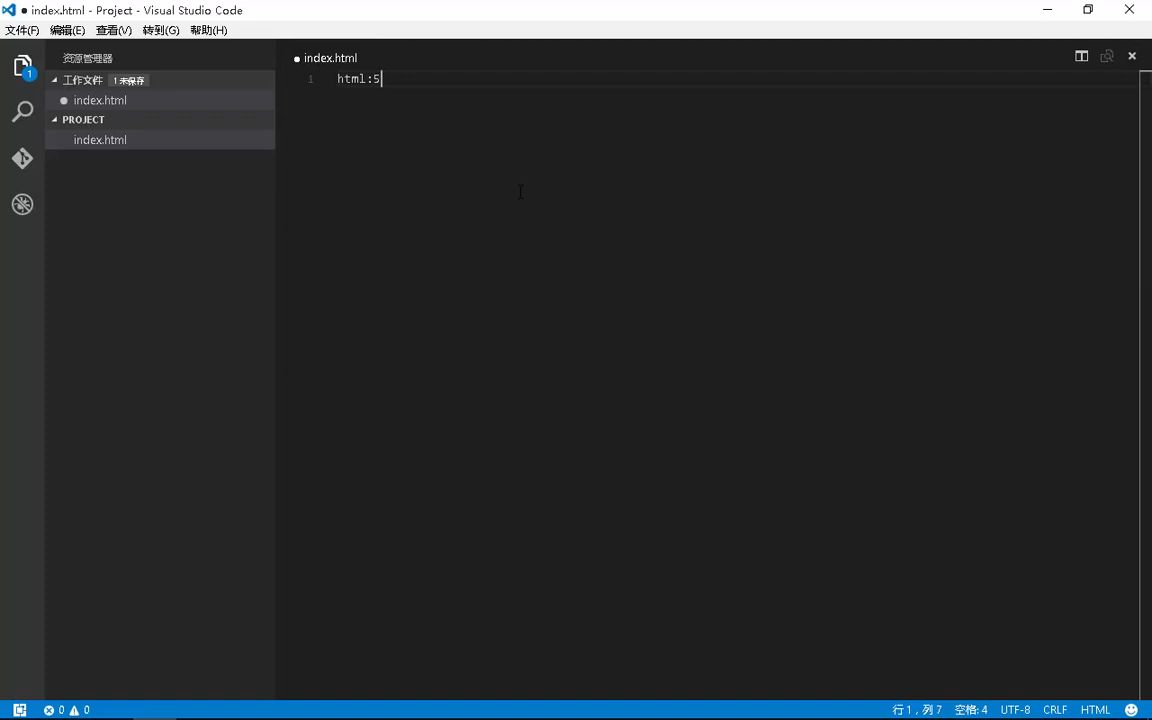 ● index.html - Project - Visual Studio Code
文件(F) 编辑(E) 查看(V) 转到(G) 帮助(H)
资源管理器
● index.html
工作文件 1 未保存
1 html:5
1
index.html
PROJECT
index.html
0 0 行 1，列 7 空格: 4 UTF-8 CRLF HTML